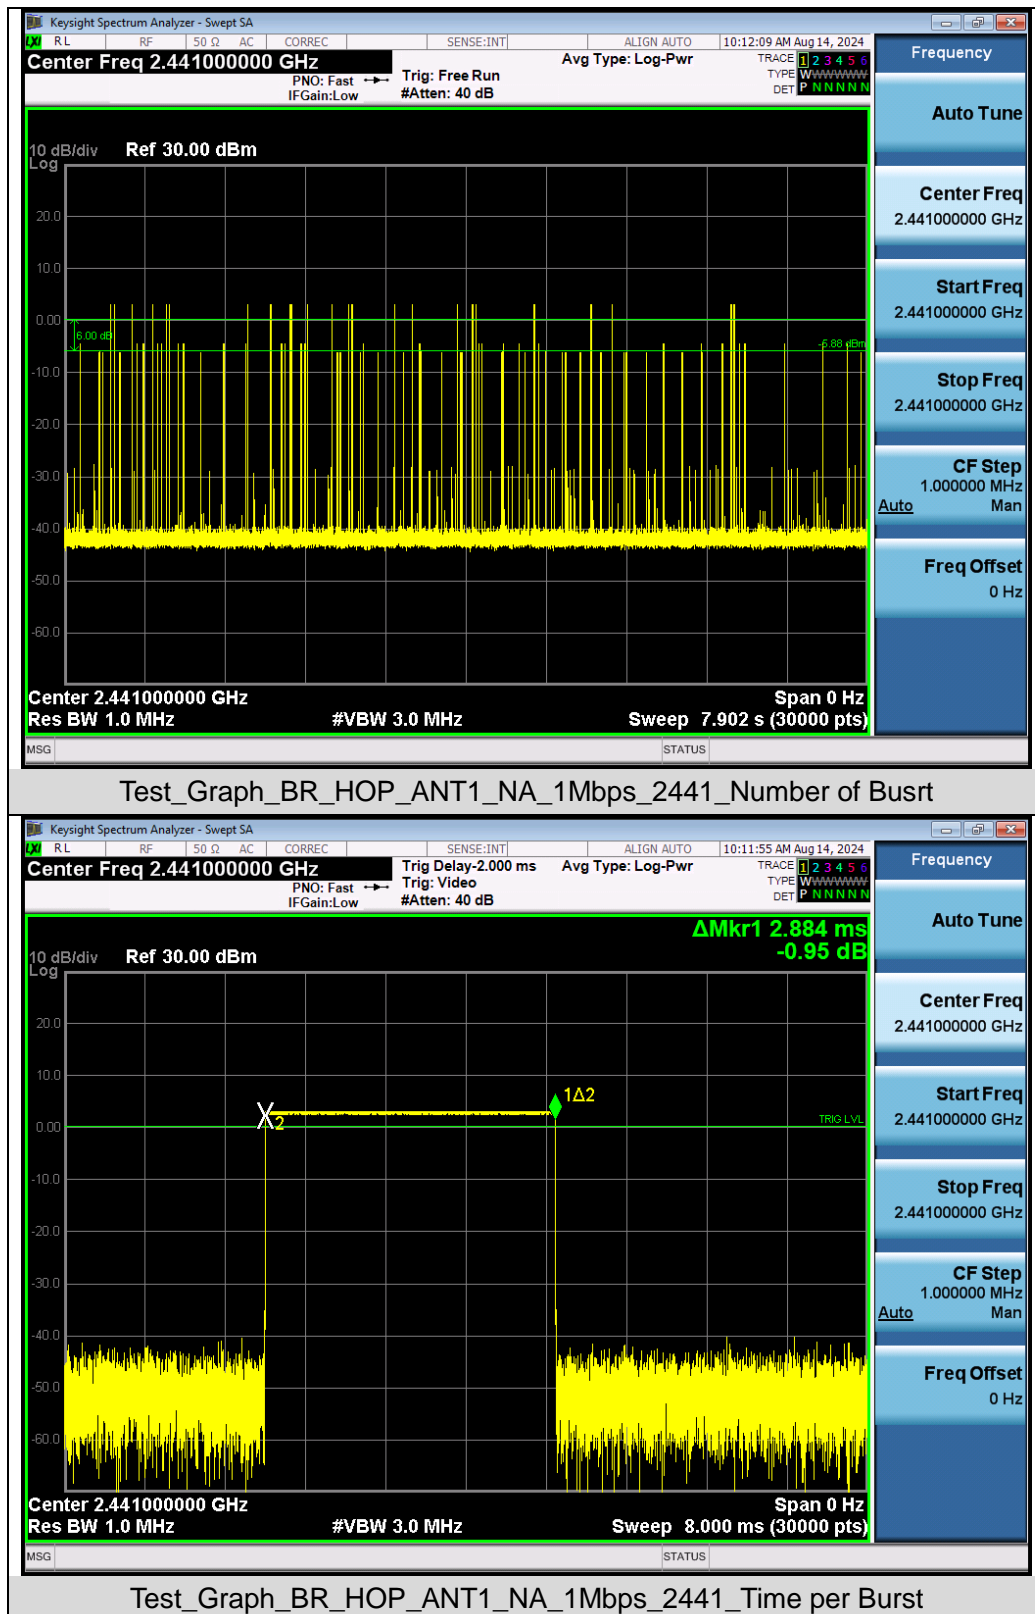 Keysight Spectrum Analyzer - Swept SA
LXI RL RF 50 Ω AC CORREC SENSE:INT ALIGN AUTO 10:12:09 AM Aug 14, 2024
Center Freq 2.441000000 GHz
PNO: Fast
IFGain:Low
Trig: Free Run
#Atten: 40 dB
Avg Type: Log-Pwr
TRACE 1 2 3 4 5 6
TYPE WWWWWW
DET P N N N N N
10 dB/div
Log
Ref 30.00 dBm
20.0
10.0
0.00
6.00 dB
-5.88 dBm
-10.0
-20.0
-30.0
-40.0
-50.0
-60.0
Center 2.441000000 GHz Span 0 Hz
Res BW 1.0 MHz #VBW 3.0 MHz Sweep 7.902 s (30000 pts)
MSG STATUS
Frequency
Auto Tune
Center Freq
2.441000000 GHz
Start Freq
2.441000000 GHz
Stop Freq
2.441000000 GHz
CF Step
1.000000 MHz
Auto Man
Freq Offset
0 Hz
Test_Graph_BR_HOP_ANT1_NA_1Mbps_2441_Number of Busrt
Keysight Spectrum Analyzer - Swept SA
LXI RL RF 50 Ω AC CORREC SENSE:INT ALIGN AUTO 10:11:55 AM Aug 14, 2024
Center Freq 2.441000000 GHz
PNO: Fast
IFGain:Low
Trig Delay-2.000 ms
Trig: Video
#Atten: 40 dB
Avg Type: Log-Pwr
TRACE 1 2 3 4 5 6
TYPE WWWWWW
DET P N N N N N
ΔMkr1 2.884 ms
-0.95 dB
10 dB/div
Log
Ref 30.00 dBm
20.0
10.0
1Δ2
X2
TRIG LVL
0.00
-10.0
-20.0
-30.0
-40.0
-50.0
-60.0
Center 2.441000000 GHz Span 0 Hz
Res BW 1.0 MHz #VBW 3.0 MHz Sweep 8.000 ms (30000 pts)
MSG STATUS
Frequency
Auto Tune
Center Freq
2.441000000 GHz
Start Freq
2.441000000 GHz
Stop Freq
2.441000000 GHz
CF Step
1.000000 MHz
Auto Man
Freq Offset
0 Hz
Test_Graph_BR_HOP_ANT1_NA_1Mbps_2441_Time per Burst